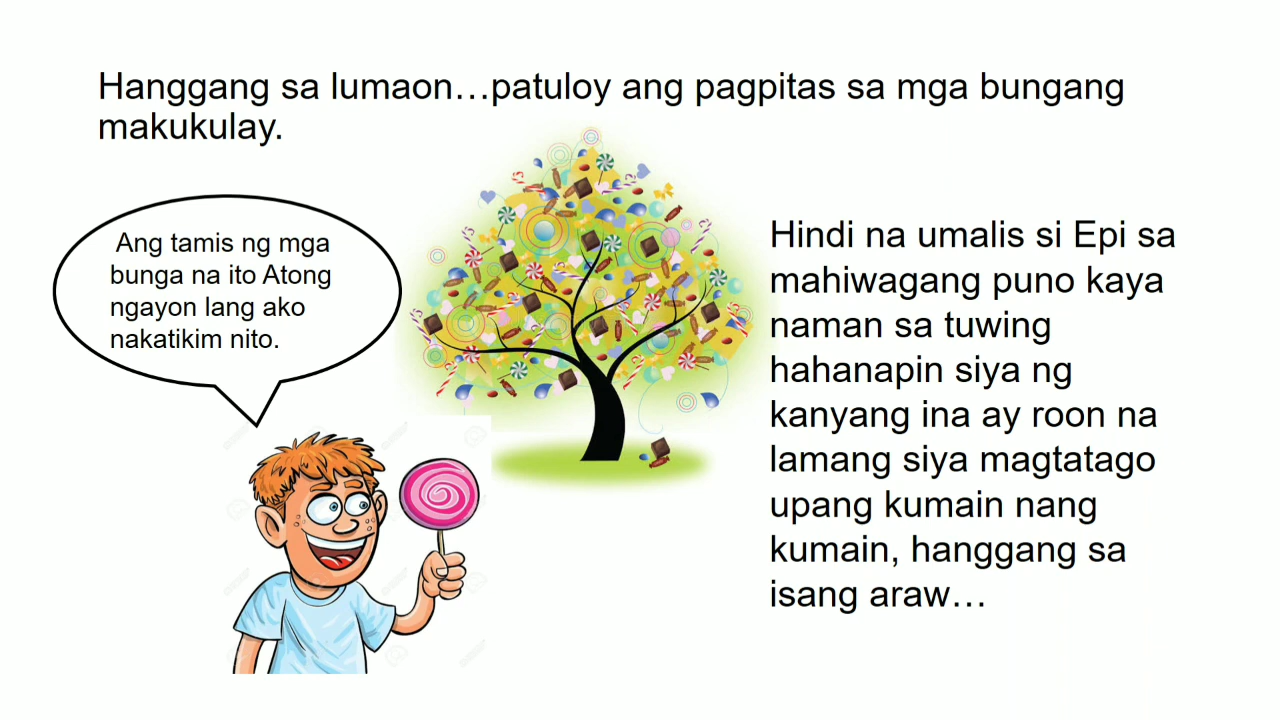 Hanggang sa lumaon…patuloy ang pagpitas sa mga bungang
makukulay.
Ang tamis ng mga
bunga na ito Atong
ngayon lang ako
nakatikim nito.
Hindi na umalis si Epi sa
mahiwagang puno kaya
naman sa tuwing
hahanapin siya ng
kanyang ina ay roon na
lamang siya magtatago
upang kumain nang
kumain, hanggang sa
isang araw…